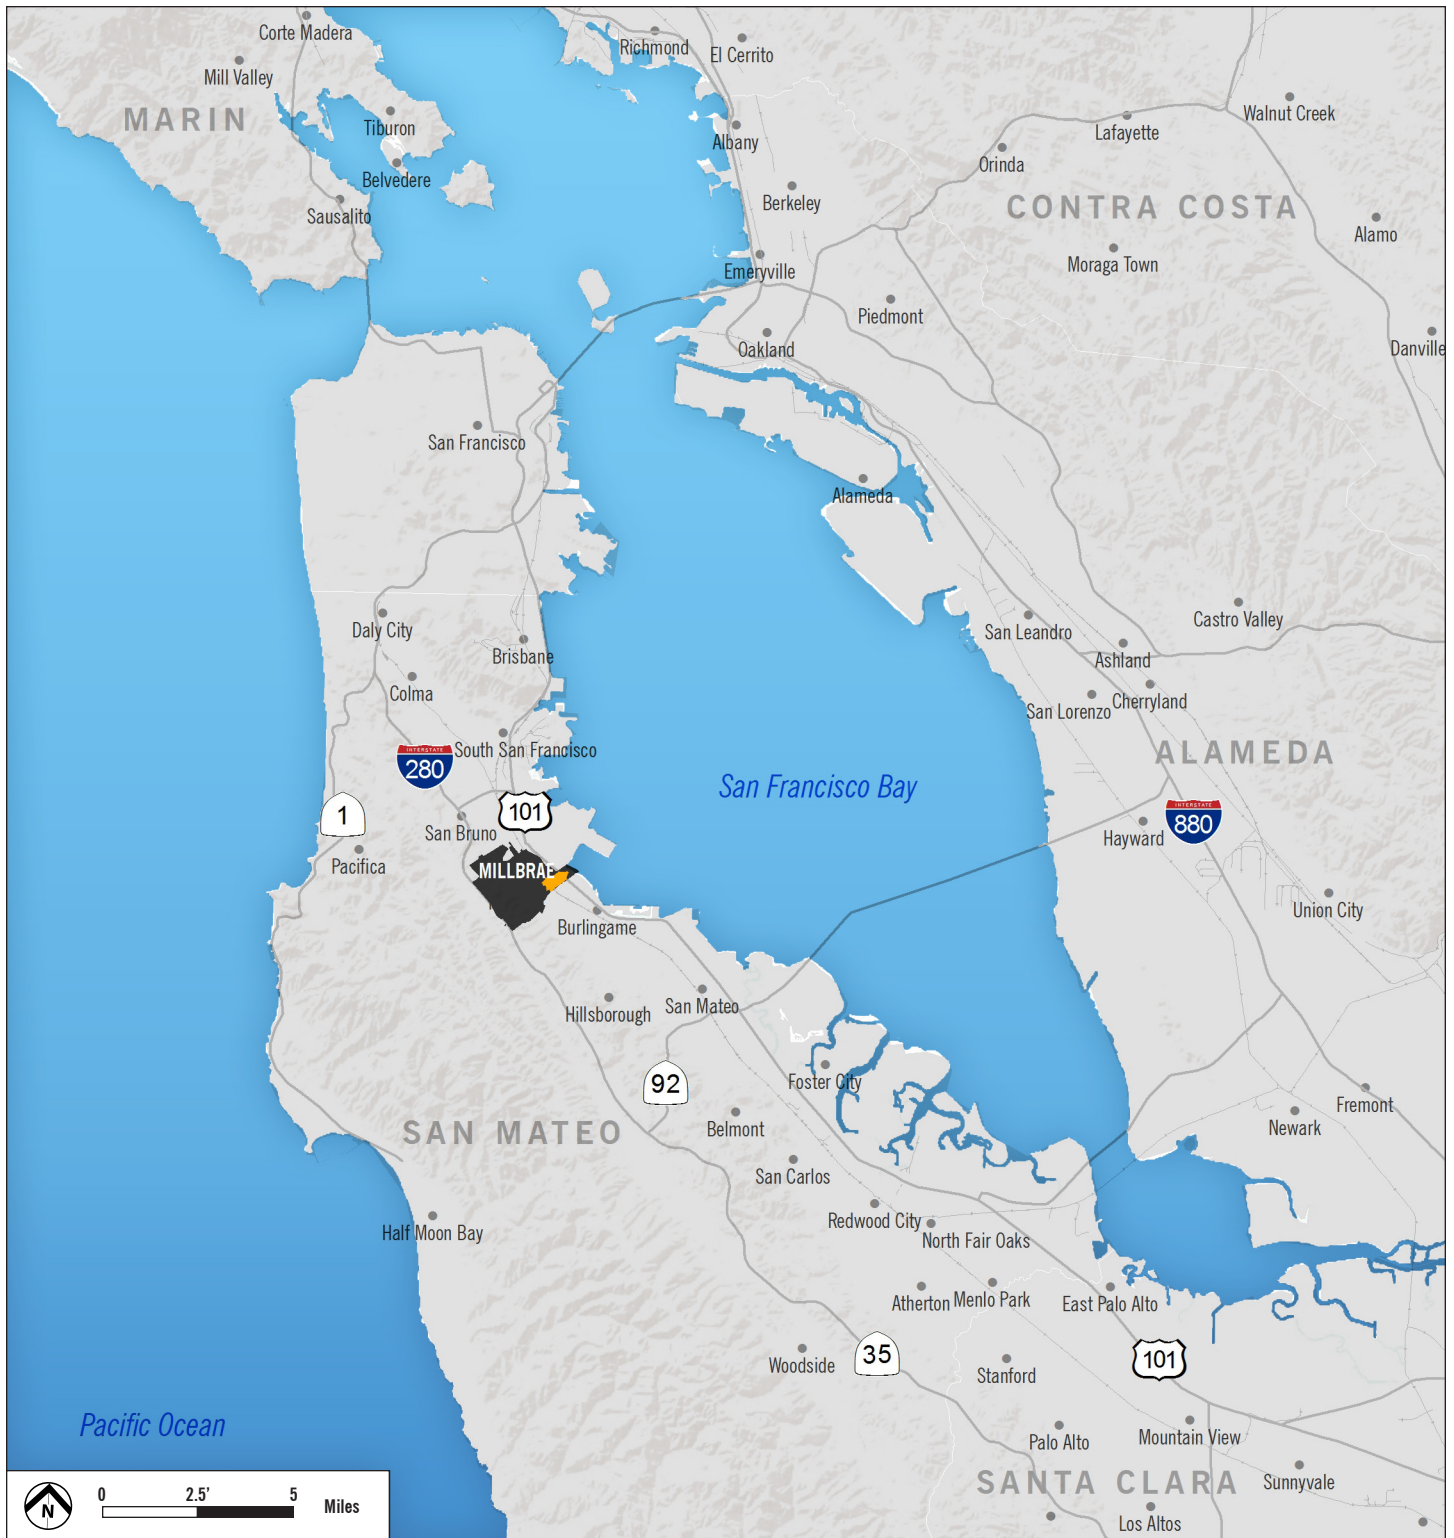 Corte Madera
Richmond
El Cerrito
Mill Valley
MARIN
Tiburon
Albany
Walnut Creek
Lafayette
Orinda
Belvedere
Berkeley
CONTRA COSTA
Sausalito
Alamo
Emeryville
Moraga Town
Piedmont
Oakland
Danville
San Francisco
Alameda
Daly City
Brisbane
San Leandro
Castro Valley
Ashland
Colma
San Lorenzo
Cherryland
South San Francisco
ALAMEDA
INTERSTATE
280
San Francisco Bay
1
101
INTERSTATE
880
San Bruno
Hayward
Pacifica
MILLBRAE
Burlingame
Union City
Hillsborough
San Mateo
92
Foster City
SAN MATEO
Belmont
Newark
Fremont
San Carlos
Half Moon Bay
Redwood City
North Fair Oaks
Atherton
Menlo Park
East Palo Alto
Woodside
35
Stanford
101
Pacific Ocean
Palo Alto
Mountain View
SANTA CLARA
Sunnyvale
Los Altos
N
0 2.5' 5 Miles